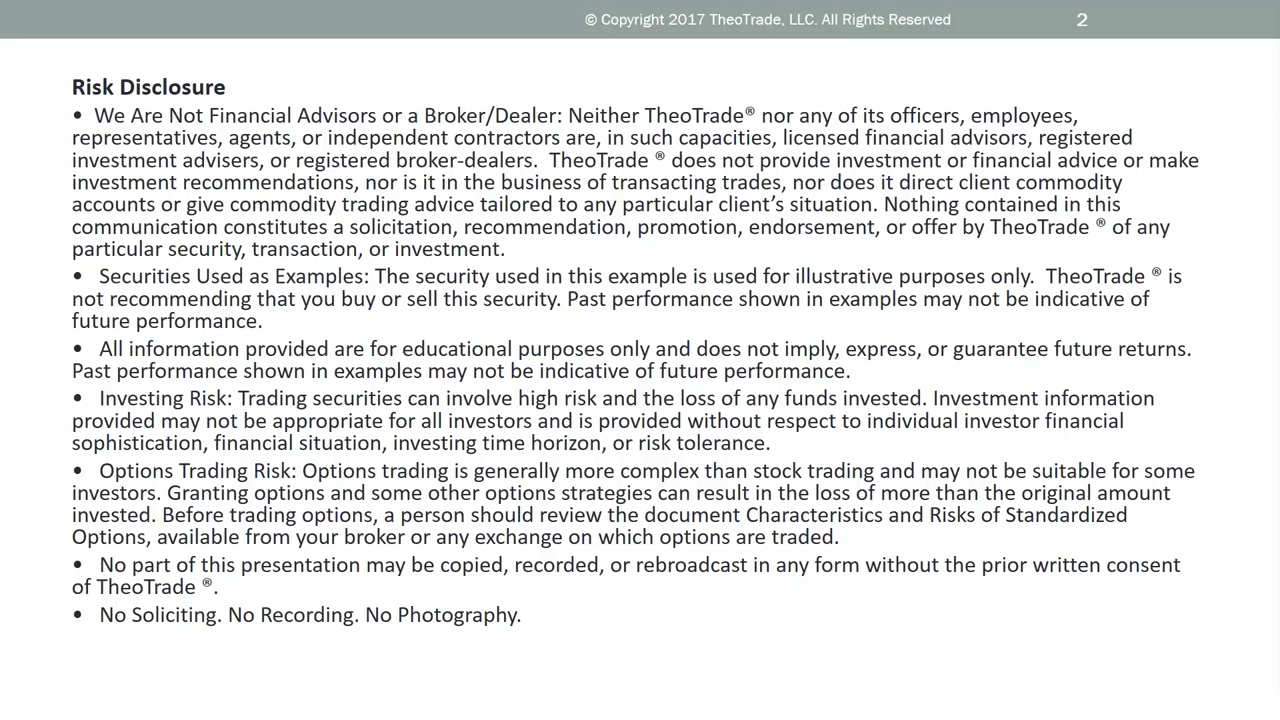 © Copyright 2017 TheoTrade, LLC. All Rights Reserved 2
Risk Disclosure
• We Are Not Financial Advisors or a Broker/Dealer: Neither TheoTrade® nor any of its officers, employees,
representatives, agents, or independent contractors are, in such capacities, licensed financial advisors, registered
investment advisers, or registered broker-dealers. TheoTrade ® does not provide investment or financial advice or make
investment recommendations, nor is it in the business of transacting trades, nor does it direct client commodity
accounts or give commodity trading advice tailored to any particular client’s situation. Nothing contained in this
communication constitutes a solicitation, recommendation, promotion, endorsement, or offer by TheoTrade ® of any
particular security, transaction, or investment.
• Securities Used as Examples: The security used in this example is used for illustrative purposes only. TheoTrade ® is
not recommending that you buy or sell this security. Past performance shown in examples may not be indicative of
future performance.
• All information provided are for educational purposes only and does not imply, express, or guarantee future returns.
Past performance shown in examples may not be indicative of future performance.
• Investing Risk: Trading securities can involve high risk and the loss of any funds invested. Investment information
provided may not be appropriate for all investors and is provided without respect to individual investor financial
sophistication, financial situation, investing time horizon, or risk tolerance.
• Options Trading Risk: Options trading is generally more complex than stock trading and may not be suitable for some
investors. Granting options and some other options strategies can result in the loss of more than the original amount
invested. Before trading options, a person should review the document Characteristics and Risks of Standardized
Options, available from your broker or any exchange on which options are traded.
• No part of this presentation may be copied, recorded, or rebroadcast in any form without the prior written consent
of TheoTrade ®.
• No Soliciting. No Recording. No Photography.